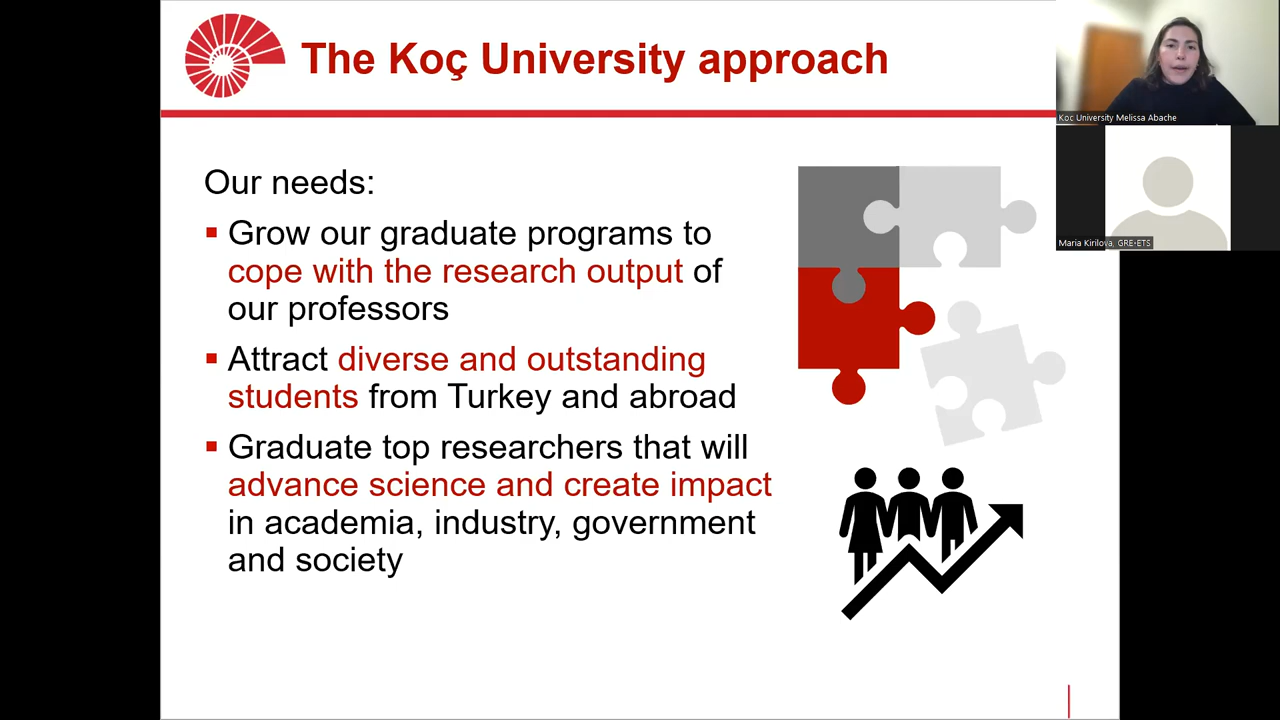 The Koç University approach
Koc University Melissa Abache
Maria Kirilova, GRE-ETS
Our needs:
▪ Grow our graduate programs to
cope with the research output of
our professors
▪ Attract diverse and outstanding
students from Turkey and abroad
▪ Graduate top researchers that will
advance science and create impact
in academia, industry, government
and society